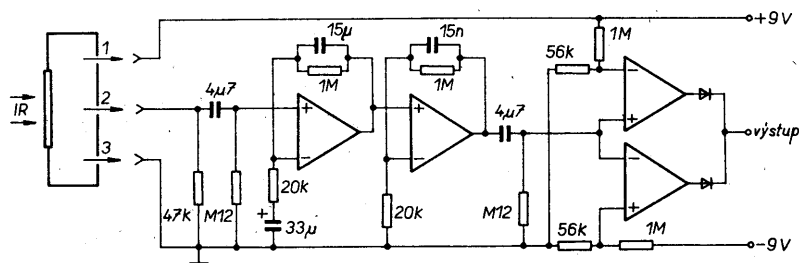 IR
1
2
3
4µ7
47k
M12
15µ
1M
20k
+
33µ
+
−
15n
1M
20k
+
−
4µ7
M12
56k
1M
−
+
−
+
56k
1M
+9V
výstup
−9V